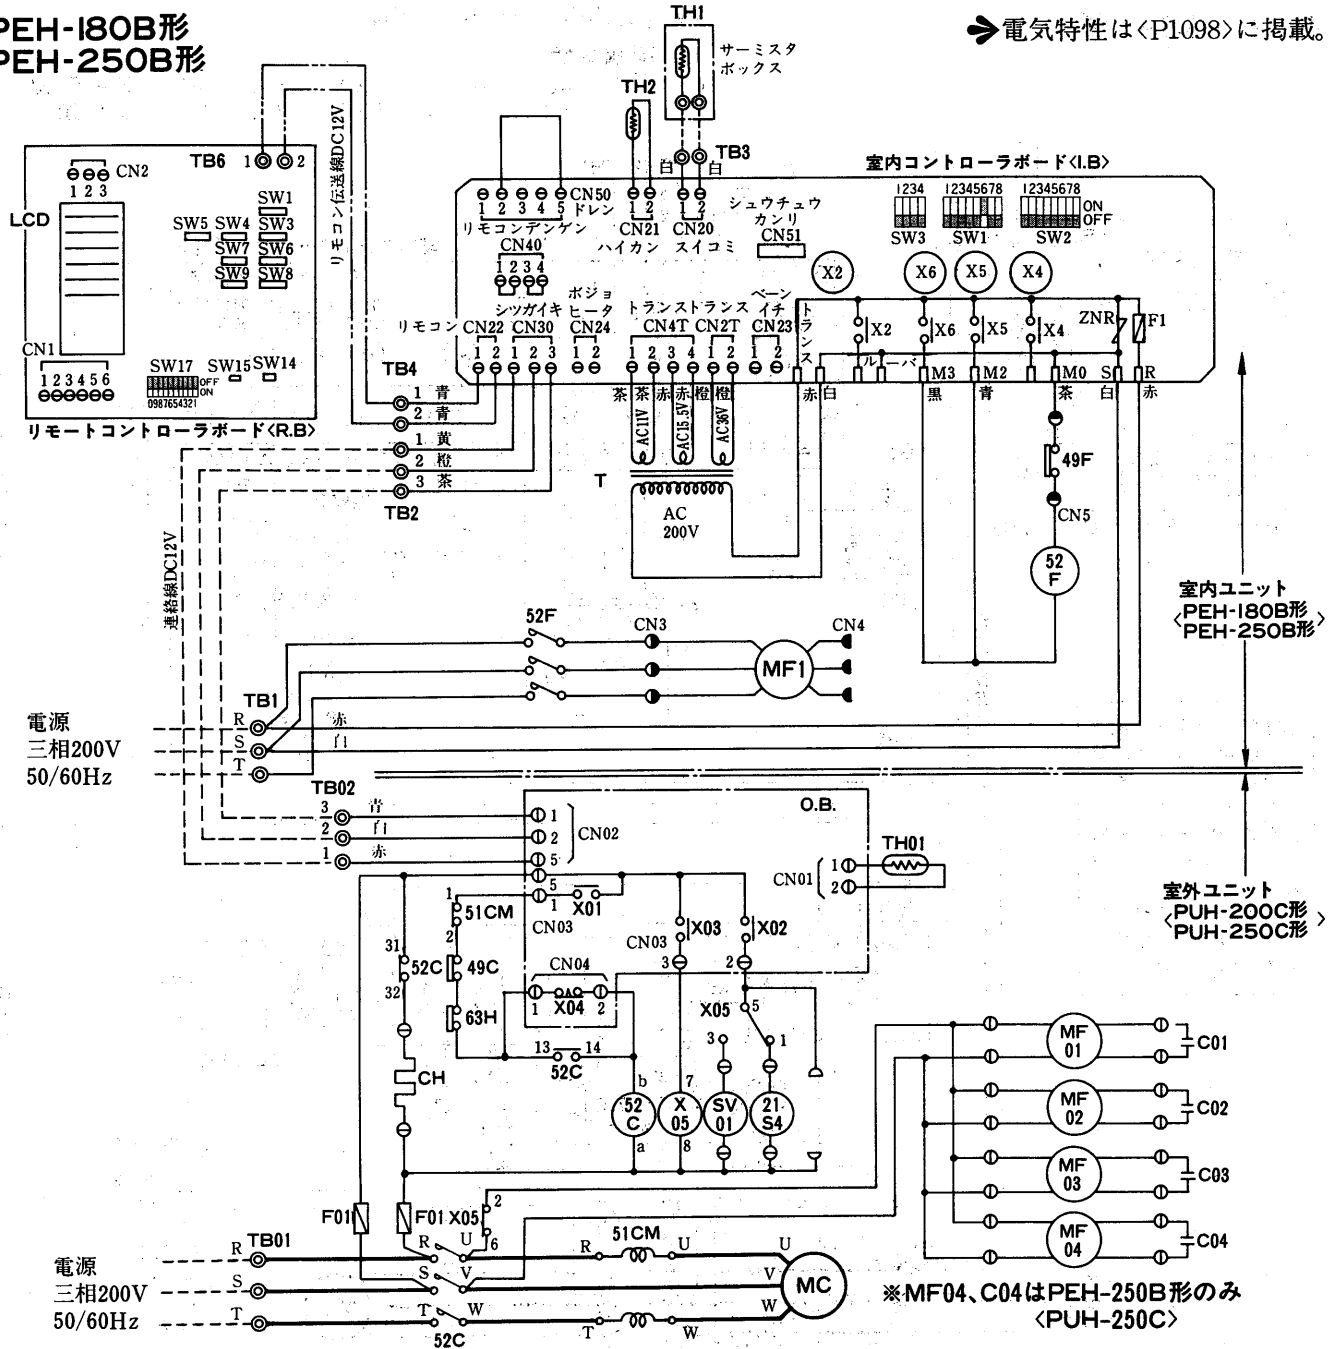 PEH-180B形
PEH-250B形
➔電気特性は〈P1098〉に掲載。
TH1
サーミスタ
ボックス
TH2
TB3
白 白
TB6 1 2
リモコン伝送線DC12V
CN2
1 2 3
LCD
SW1
SW5 SW4 SW3
SW7 SW6
SW9 SW8
CN1
1 2 3 4 5 6
SW17 SW15 SW14
OFF
ON
0987654321
リモートコントローラボード〈R.B〉
室内コントローラボード〈I.B〉
1234 12345678 12345678
ON
OFF
SW3 SW1 SW2
CN50
ドレン
1 2 3 4 5
リモコンデンゲン
CN40
1 2 3 4
1 2
CN21
ハイカン
1 2
CN20
スイコミ
シュウチュウ
カンリ
CN51
X2 X6 X5 X4
シツガイキ
ボジョ
ヒータ
トランス トランス
ベーン
イチ
トランス
リモコン CN22 CN30 CN24 CN4T CN2T CN23
1 2 1 2 3 1 2 1 2 3 4 1 2 1 2
X2 X6 X5 X4 ZNR F1
ルーバ
M3 M2 M0 S R
茶 茶 赤 赤 橙 橙 赤 白 黒 青 茶 白 赤
AC11V AC15.5V AC36V
TB4
1 青
2 青
1 黄
2 橙
3 茶
TB2
T
AC
200V
49F
CN5
52
F
連絡線DC12V
室内ユニット
〈PEH-180B形
PEH-250B形〉
52F CN3 MF1 CN4
TB1
電源
三相200V
50/60Hz
R 赤
S 白
T
TB02
3 青
2 白
1 赤
O.B.
1
2
5
CN02
TH01
CN01 1
2
5
1
X01
CN03
1
51CM
2
CN03
X03
3
X02
2
室外ユニット
〈PUH-200C形
PUH-250C形〉
31
52C
32
49C
63H
CN04
1 X04 2
13 14
52C
X05 5
3 1
CH
b
52
C
a
7
X
05
8
SV
01
21
S4
MF
01
C01
MF
02
C02
MF
03
C03
MF
04
C04
F01 F01 X05
2
6
TB01
電源
三相200V
50/60Hz
R R U R 51CM U U
S S V V
T T W T W W
52C
MC
※MF04、C04はPEH-250B形のみ
〈PUH-250C〉